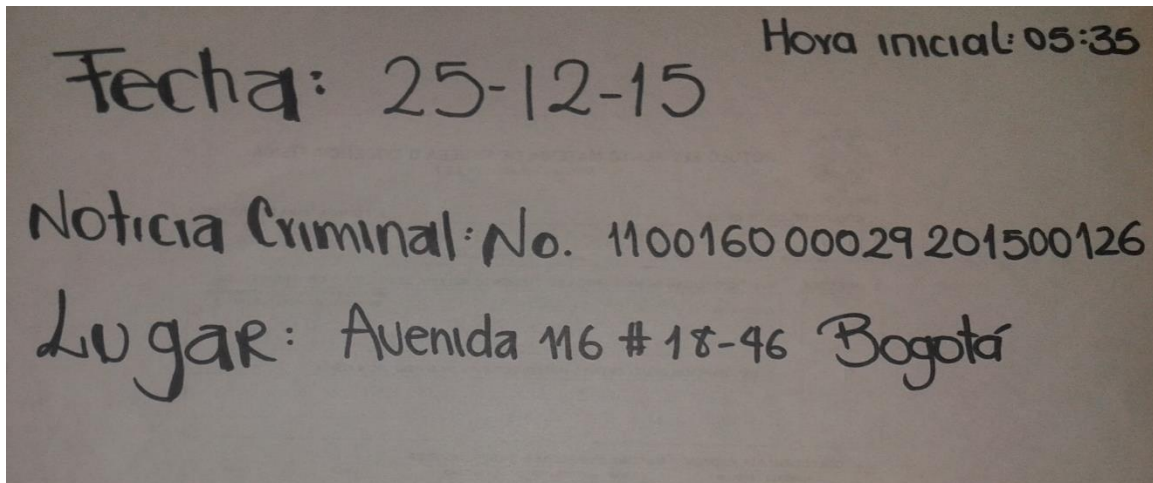 Hora inicial: 05:35
Fecha: 25-12-15
Noticia Criminal: No. 110016000029201500126
Lugar: Avenida 116 # 18-46 Bogotá